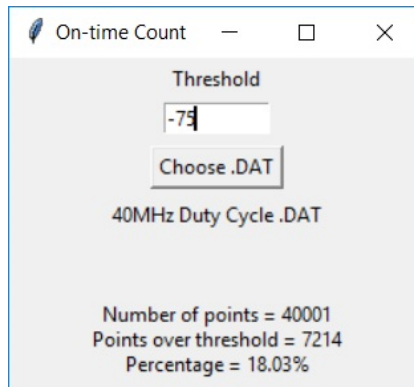 On-time Count
Threshold
-75
Choose .DAT
40MHz Duty Cycle .DAT
Number of points = 40001
Points over threshold = 7214
Percentage = 18.03%